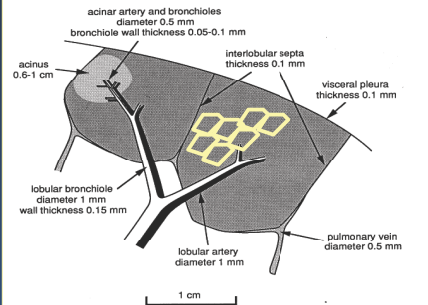 acinar artery and bronchioles
diameter 0.5 mm
bronchiole wall thickness 0.05-0.1 mm
interlobular septa
thickness 0.1 mm
acinus
0.6-1 cm
visceral pleura
thickness 0.1 mm
lobular bronchiole
diameter 1 mm
wall thickness 0.15 mm
lobular artery
diameter 1 mm
pulmonary vein
diameter 0.5 mm
1 cm